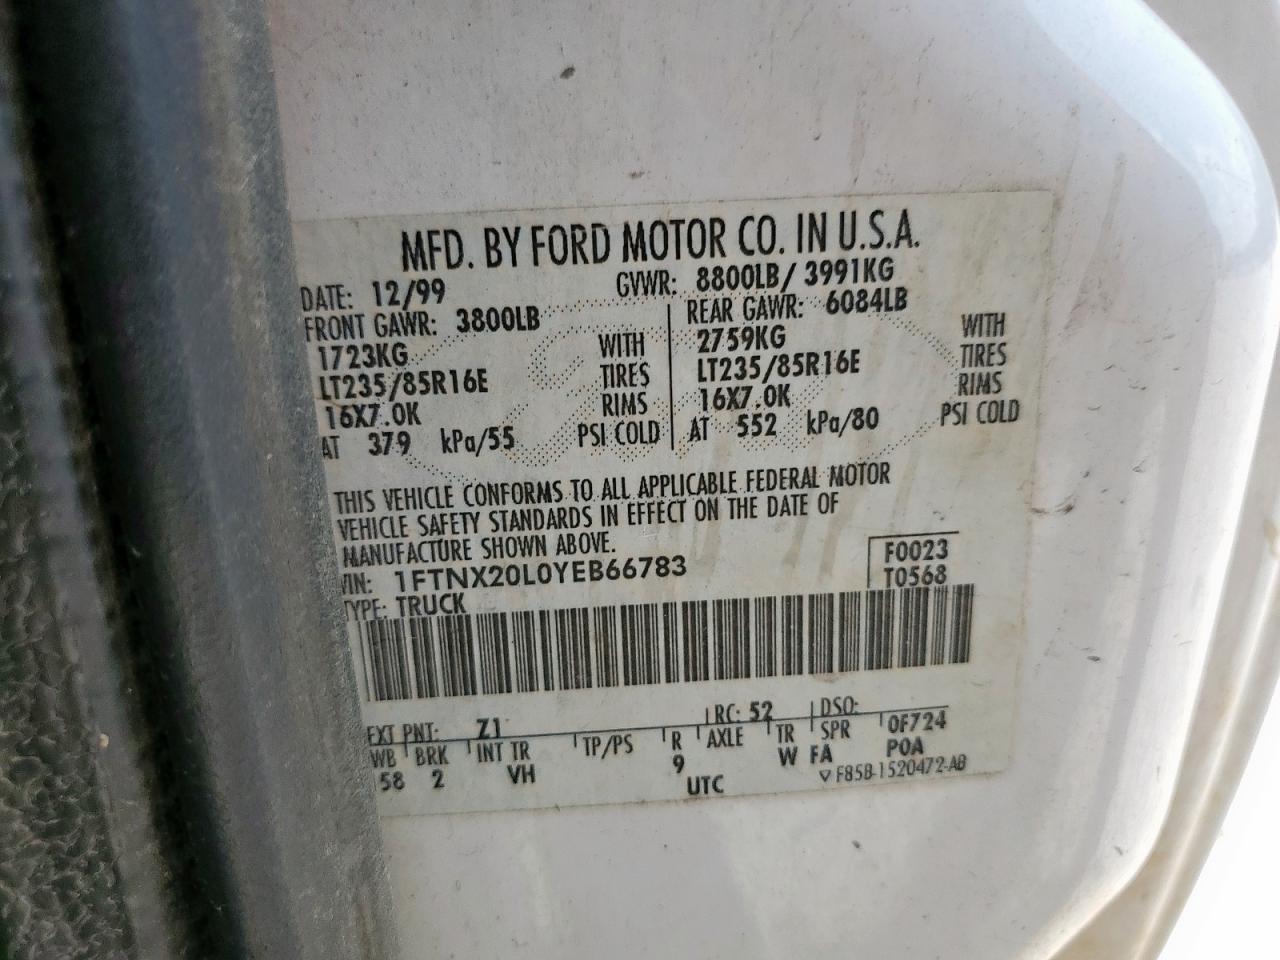 MFD. BY FORD MOTOR CO. IN U.S.A.
DATE: 12/99 GVWR: 8800LB/ 3991KG
FRONT GAWR: 3800LB REAR GAWR: 6084LB
1723KG WITH 2759KG WITH
LT235/85R16E TIRES LT235/85R16E TIRES
16X7.0K RIMS 16X7.0K RIMS
AT 379 kPa/55 PSI COLD AT 552 kPa/80 PSI COLD
THIS VEHICLE CONFORMS TO ALL APPLICABLE FEDERAL MOTOR
VEHICLE SAFETY STANDARDS IN EFFECT ON THE DATE OF
MANUFACTURE SHOWN ABOVE.
VIN: 1FTNX20L0YEB66783 F0023
TYPE: TRUCK T0568
EXT PNT: Z1 RC: 52 DSO:
WB BRK INT TR TP/PS R AXLE TR SPR 0F724
58 2 VH 9 W FA POA
UTC F85B-1520472-AB